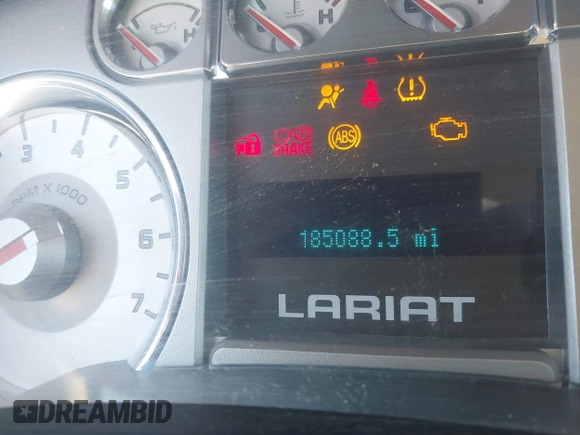 H
H
3 4 5 6 7
RPM X 1000
BRAKE
ABS
185088.5 mi
LARIAT
DREAMBID